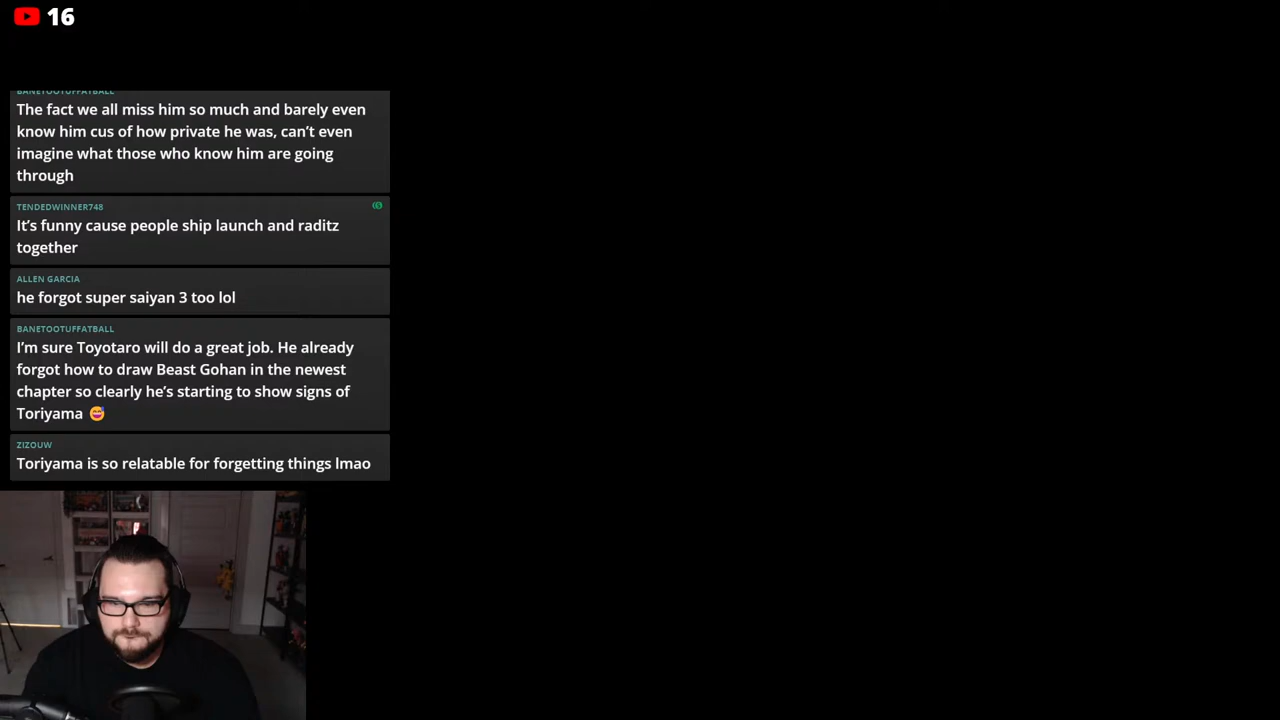 16
BANETOOTUFFATBALL
The fact we all miss him so much and barely even
know him cus of how private he was, can’t even
imagine what those who know him are going
through
TENDEDWINNER748
It’s funny cause people ship launch and raditz
together
ALLEN GARCIA
he forgot super saiyan 3 too lol
BANETOOTUFFATBALL
I’m sure Toyotaro will do a great job. He already
forgot how to draw Beast Gohan in the newest
chapter so clearly he’s starting to show signs of
Toriyama 😅
ZIZOUW
Toriyama is so relatable for forgetting things lmao